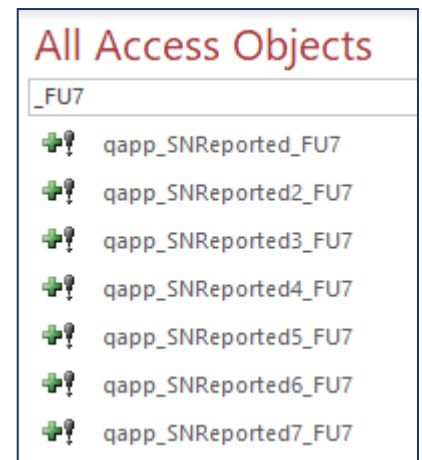 All Access Objects
_FU7
qapp_SNReported_FU7
qapp_SNReported2_FU7
qapp_SNReported3_FU7
qapp_SNReported4_FU7
qapp_SNReported5_FU7
qapp_SNReported6_FU7
qapp_SNReported7_FU7